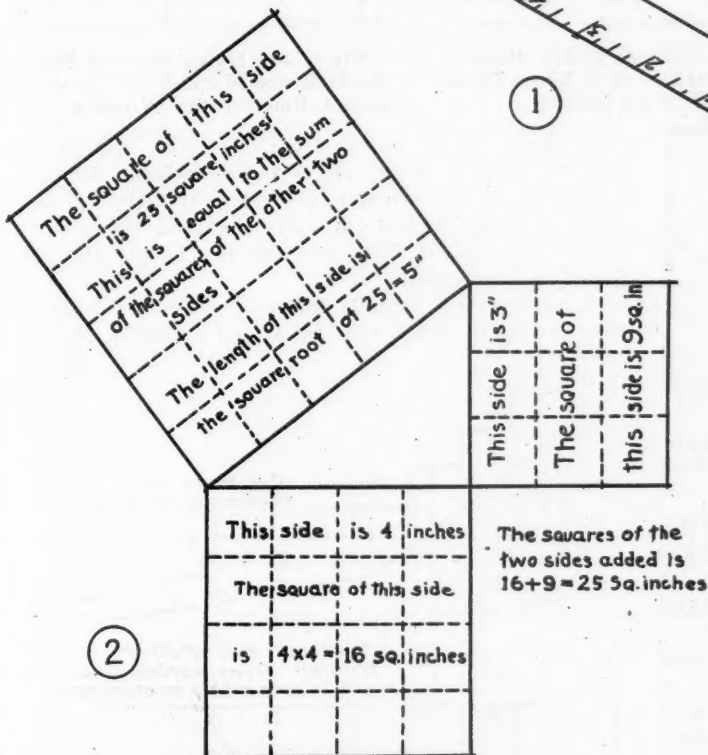 The square of this side
is 25 square inches
This is equal to the sum
of the squares of the other two
sides
The length of this side is
the square root of 25 = 5"
1
This side is 3"
The square of
this side is 9 sq. in
This side is 4 inches
The square of this side
is 4x4 = 16 sq. inches
The sauares of the
two sides added is
16+9 = 25 Sq. inches
2